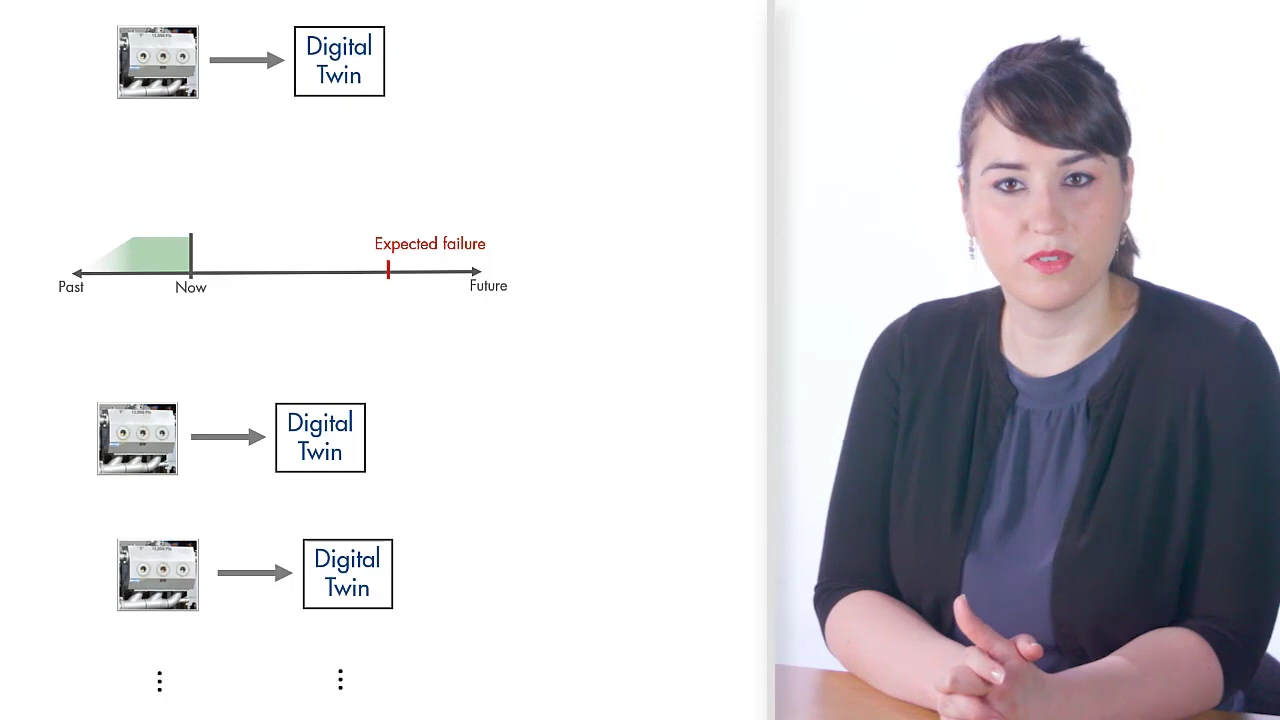 Digital
Twin
Expected failure
Past
Now
Future
Digital
Twin
Digital
Twin